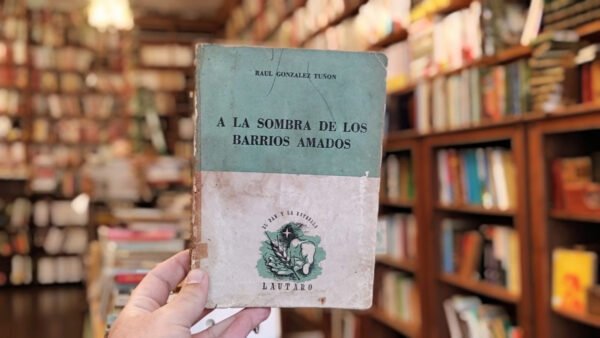 RAUL GONZALEZ TUÑON
A LA SOMBRA DE LOS
BARRIOS AMADOS
EL PAN Y LA ESTRELLA
LAUTARO